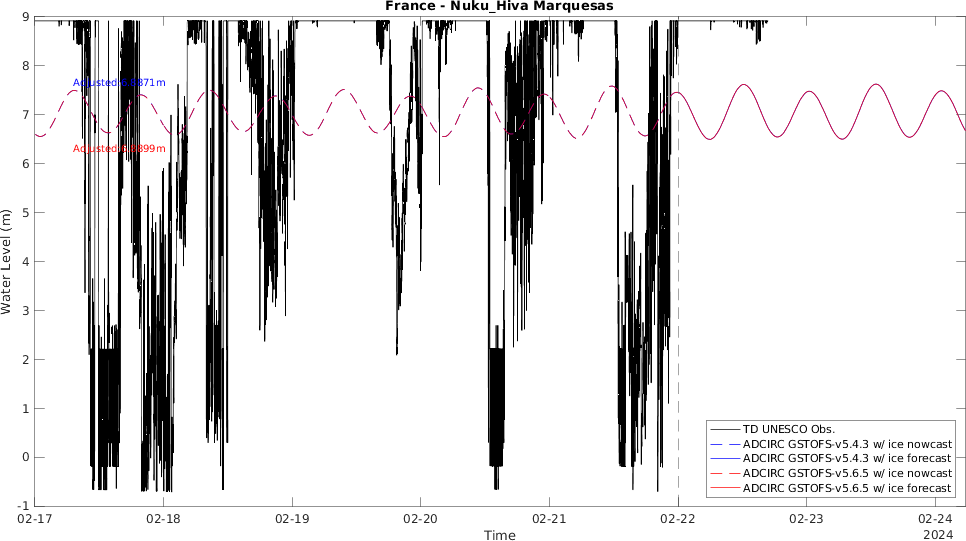 France - Nuku_Hiva Marquesas
9
8
7
6
5
4
3
2
1
0
-1
Water Level (m)
Adjusted
871m
Adjusted
899m
TD UNESCO Obs.
ADCIRC GSTOFS-v5.4.3 w/ ice nowcast
ADCIRC GSTOFS-v5.4.3 w/ ice forecast
ADCIRC GSTOFS-v5.6.5 w/ ice nowcast
ADCIRC GSTOFS-v5.6.5 w/ ice forecast
02-17 02-18 02-19 02-20 02-21 02-22 02-23 02-24
Time
2024